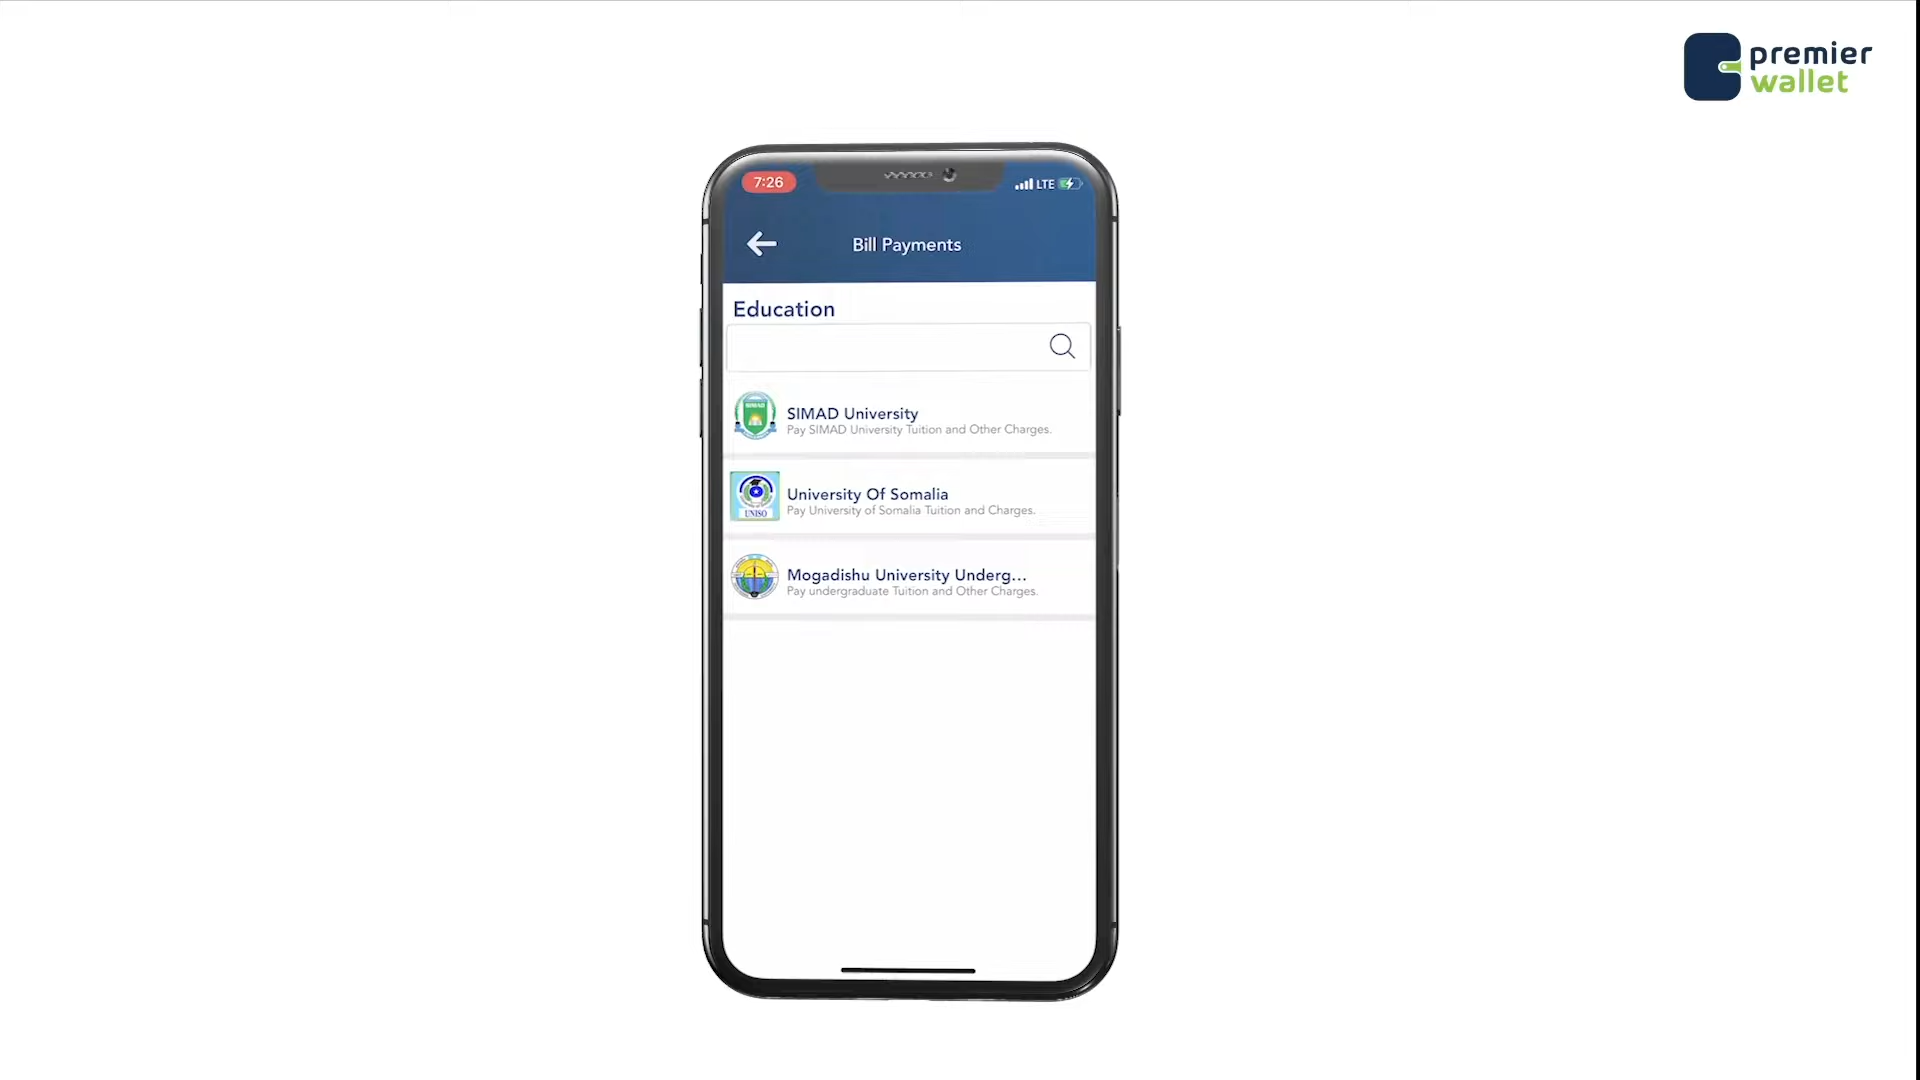 premier
wallet
7:26
LTE
Bill Payments
Education
SIMAD University
Pay SIMAD University Tuition and Other Charges.
University Of Somalia
Pay University of Somalia Tuition and Charges.
UNISO
Mogadishu University Underg...
Pay undergraduate Tuition and Other Charges.